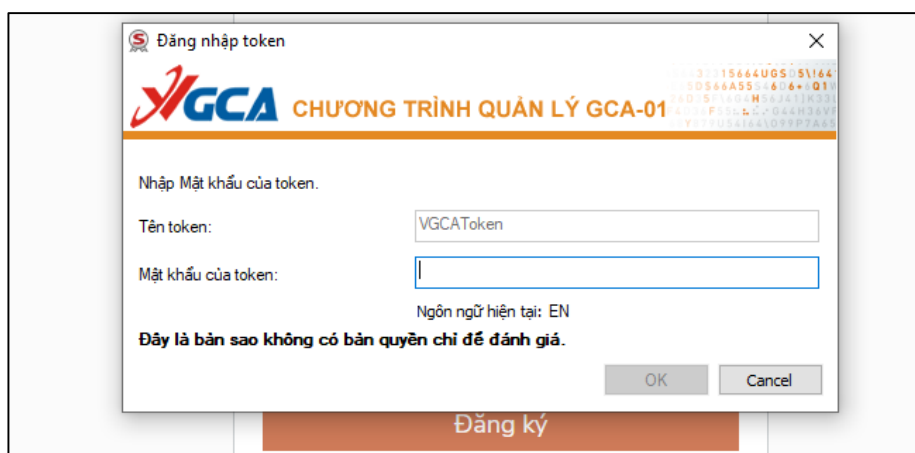 Đăng nhập token
VGCA CHƯƠNG TRÌNH QUẢN LÝ GCA-01
Nhập Mật khẩu của token.
Tên token: VGCAToken
Mật khẩu của token:
Ngôn ngữ hiện tại: EN
Đây là bản sao không có bản quyền chỉ để đánh giá.
OK Cancel
Đăng ký